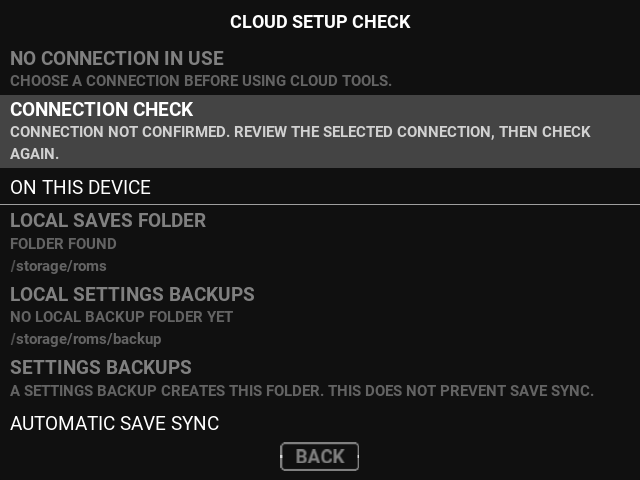 CLOUD SETUP CHECK
NO CONNECTION IN USE
CHOOSE A CONNECTION BEFORE USING CLOUD TOOLS.
CONNECTION CHECK
CONNECTION NOT CONFIRMED. REVIEW THE SELECTED CONNECTION, THEN CHECK
AGAIN.
ON THIS DEVICE
LOCAL SAVES FOLDER
FOLDER FOUND
/storage/roms
LOCAL SETTINGS BACKUPS
NO LOCAL BACKUP FOLDER YET
/storage/roms/backup
SETTINGS BACKUPS
A SETTINGS BACKUP CREATES THIS FOLDER. THIS DOES NOT PREVENT SAVE SYNC.
AUTOMATIC SAVE SYNC
BACK